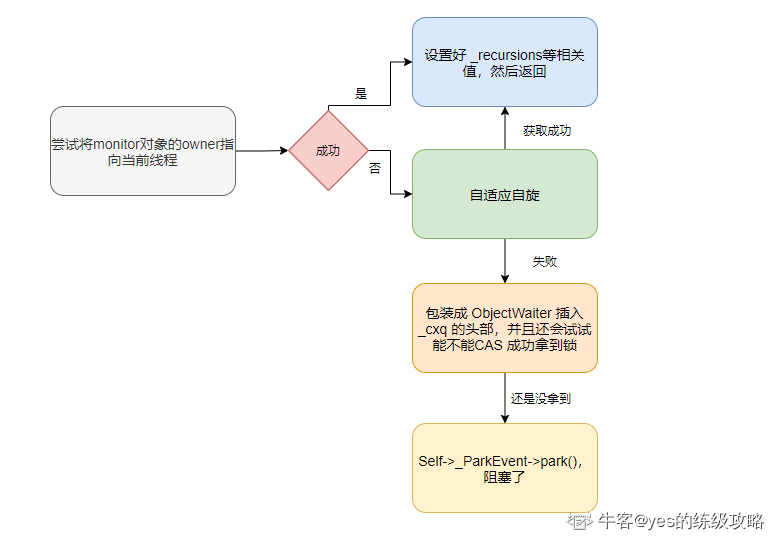 设置好 _recursions等相关
值，然后返回
是
尝试将monitor对象的owner指
向当前线程
成功
获取成功
否
自适应自旋
失败
包装成 ObjectWaiter 插入
_cxq 的头部，并且还会试试
能不能CAS 成功拿到锁
还是没拿到
Self->_ParkEvent->park()，
阻塞了
牛客@yes的练级攻略